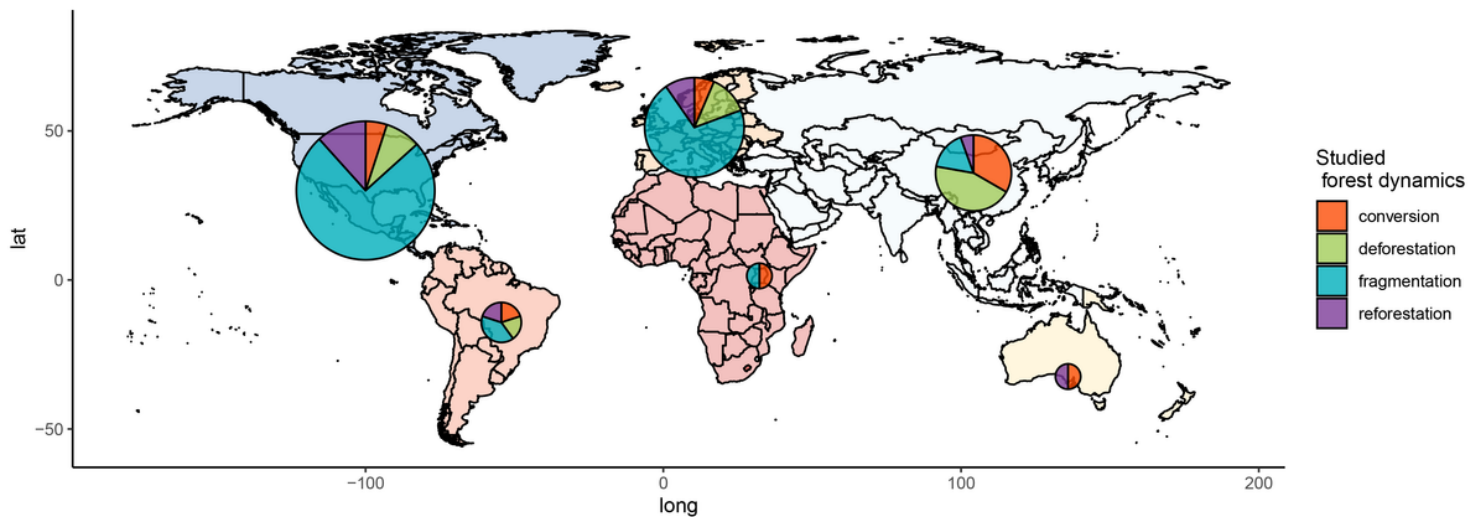 lat
50
0
−50
−100
0
100
200
long
Studied
forest dynamics
conversion
deforestation
fragmentation
reforestation